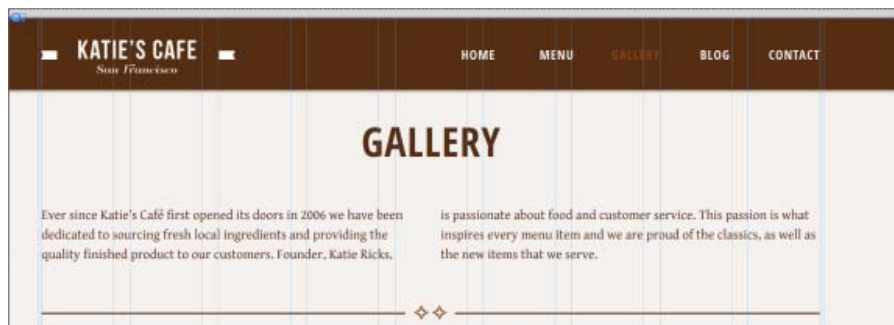 KATIE'S CAFE
San Francisco
HOME MENU GALLERY BLOG CONTACT
GALLERY
Ever since Katie's Café first opened its doors in 2006 we have been
dedicated to sourcing fresh local ingredients and providing the
quality finished product to our customers. Founder, Katie Ricks,
is passionate about food and customer service. This passion is what
inspires every menu item and we are proud of the classics, as well as
the new items that we serve.